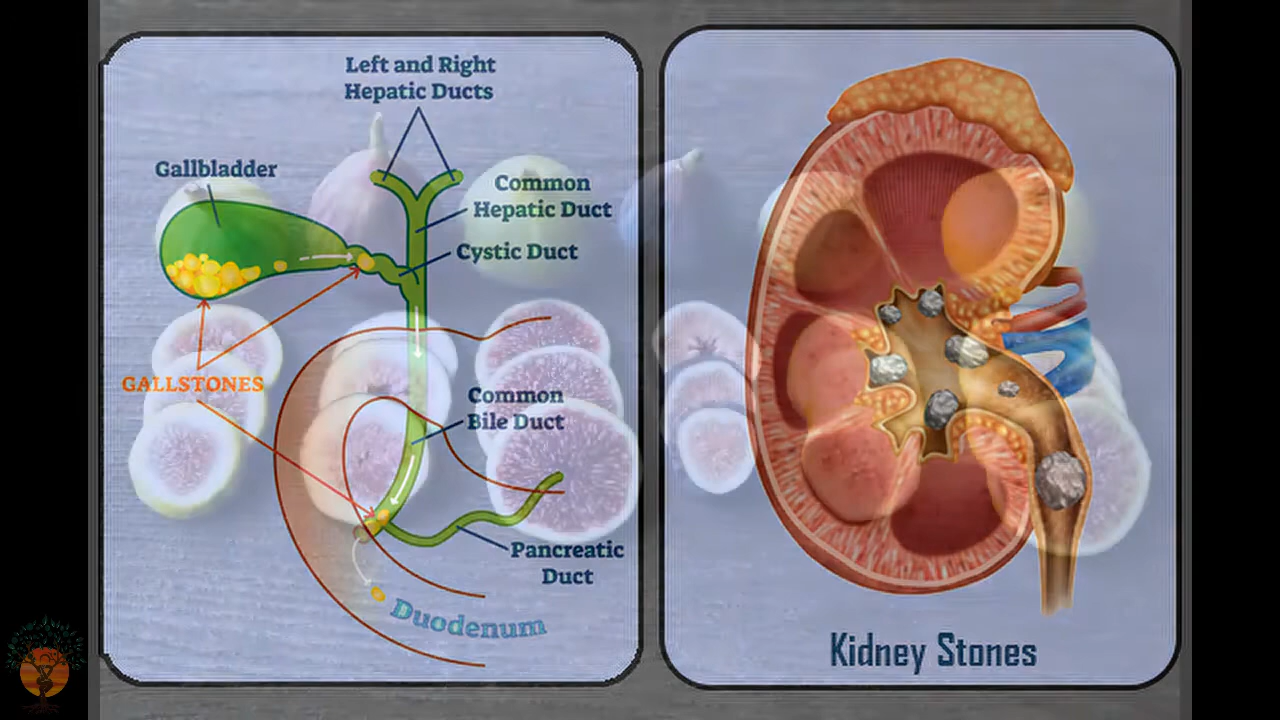 Left and Right
Hepatic Ducts
Gallbladder
Common
Hepatic Duct
Cystic Duct
GALLSTONES
Common
Bile Duct
Pancreatic
Duct
Duodenum
Kidney Stones